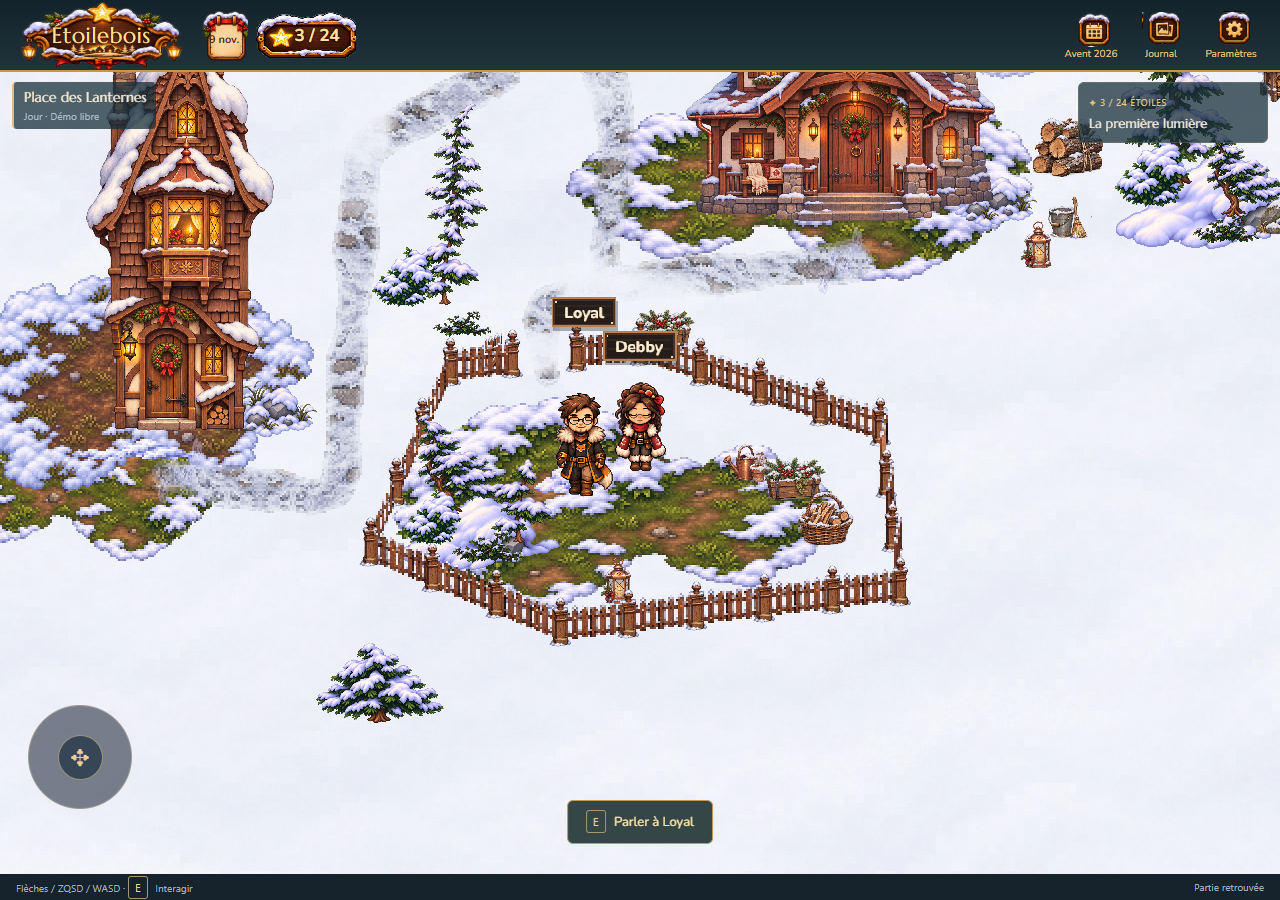 Etoilebois
9 nov.
3 / 24
Avent 2026
Journal
Paramètres
Place des Lanternes
Jour · Démo libre
✦ 3 / 24 ÉTOILES
La première lumière
Loyal
Debby
E Parler à Loyal
Flèches / ZQSD / WASD · E Interagir
Partie retrouvée